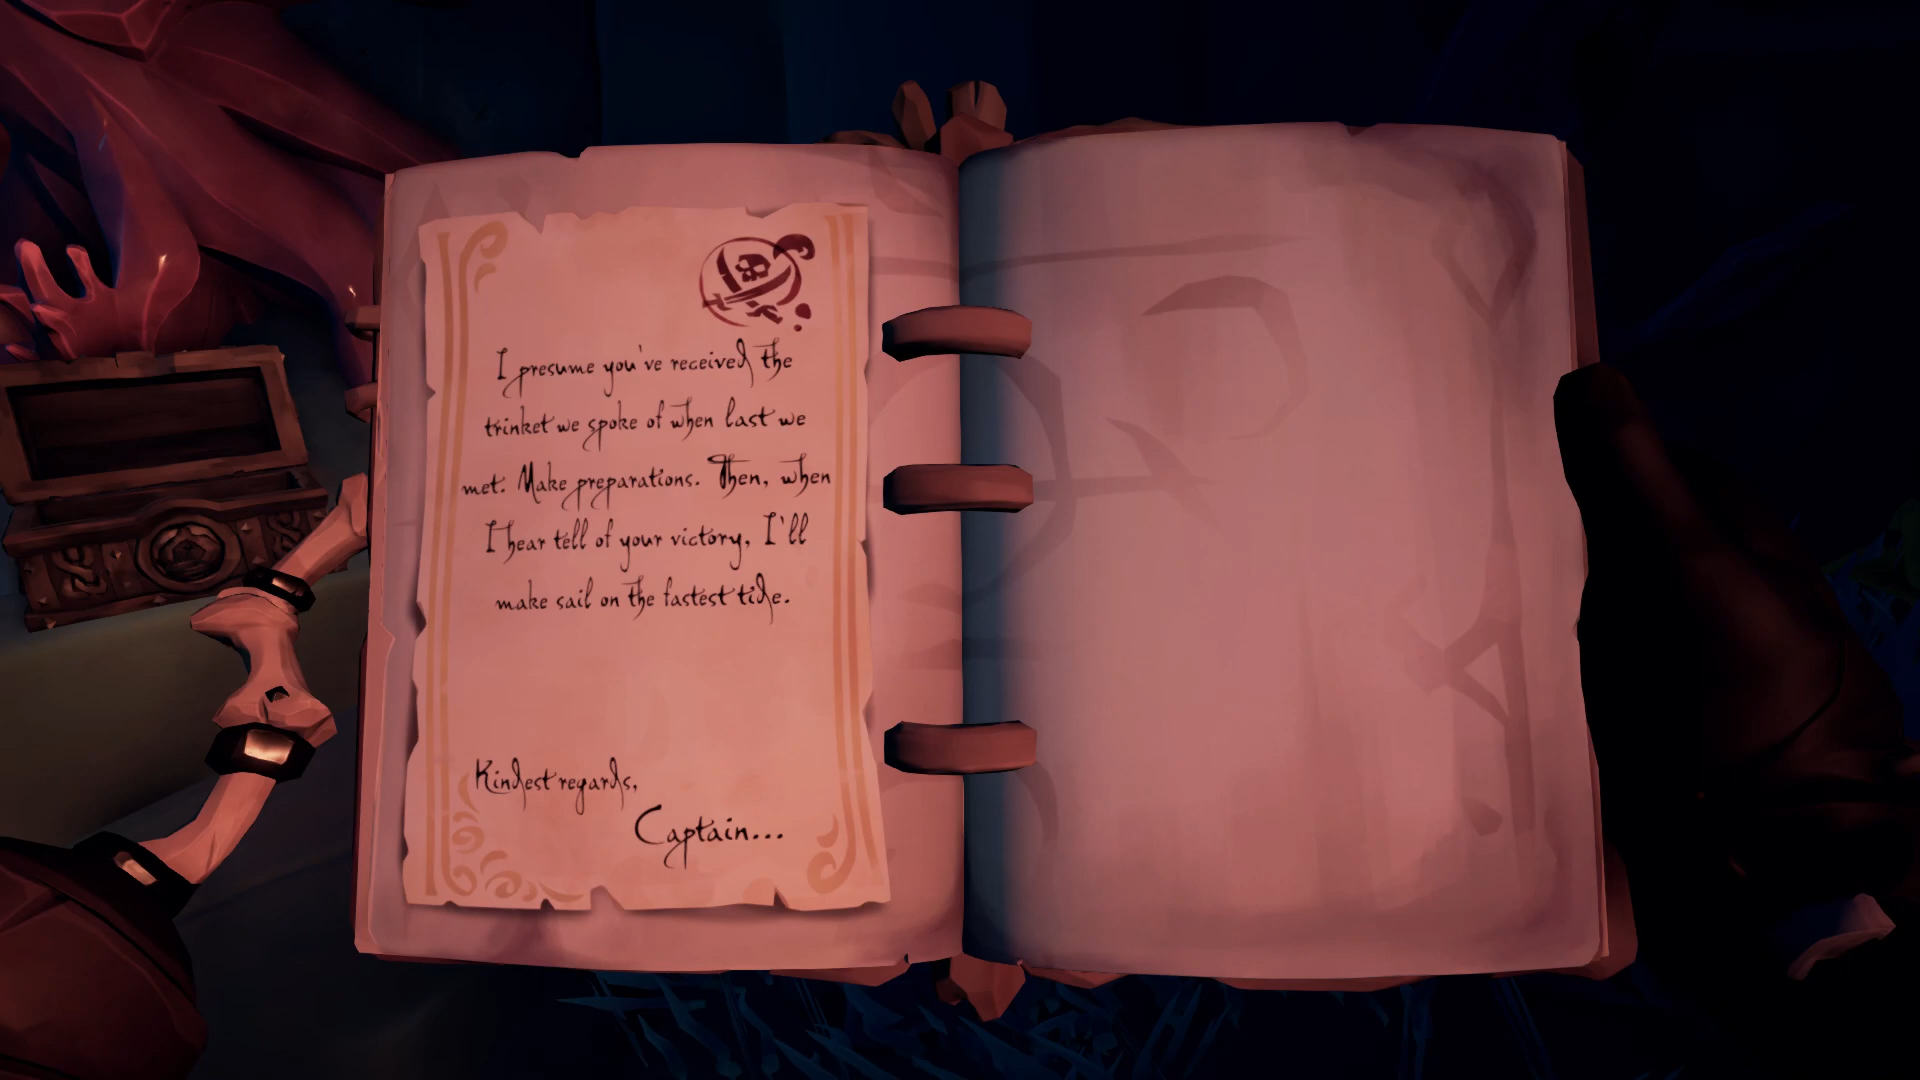 I presume you've received the
trinket we spoke of when last we
met. Make preparations. Then, when
I hear tell of your victory, I'll
make sail on the fastest tide.
Kindest regards,
Captain...